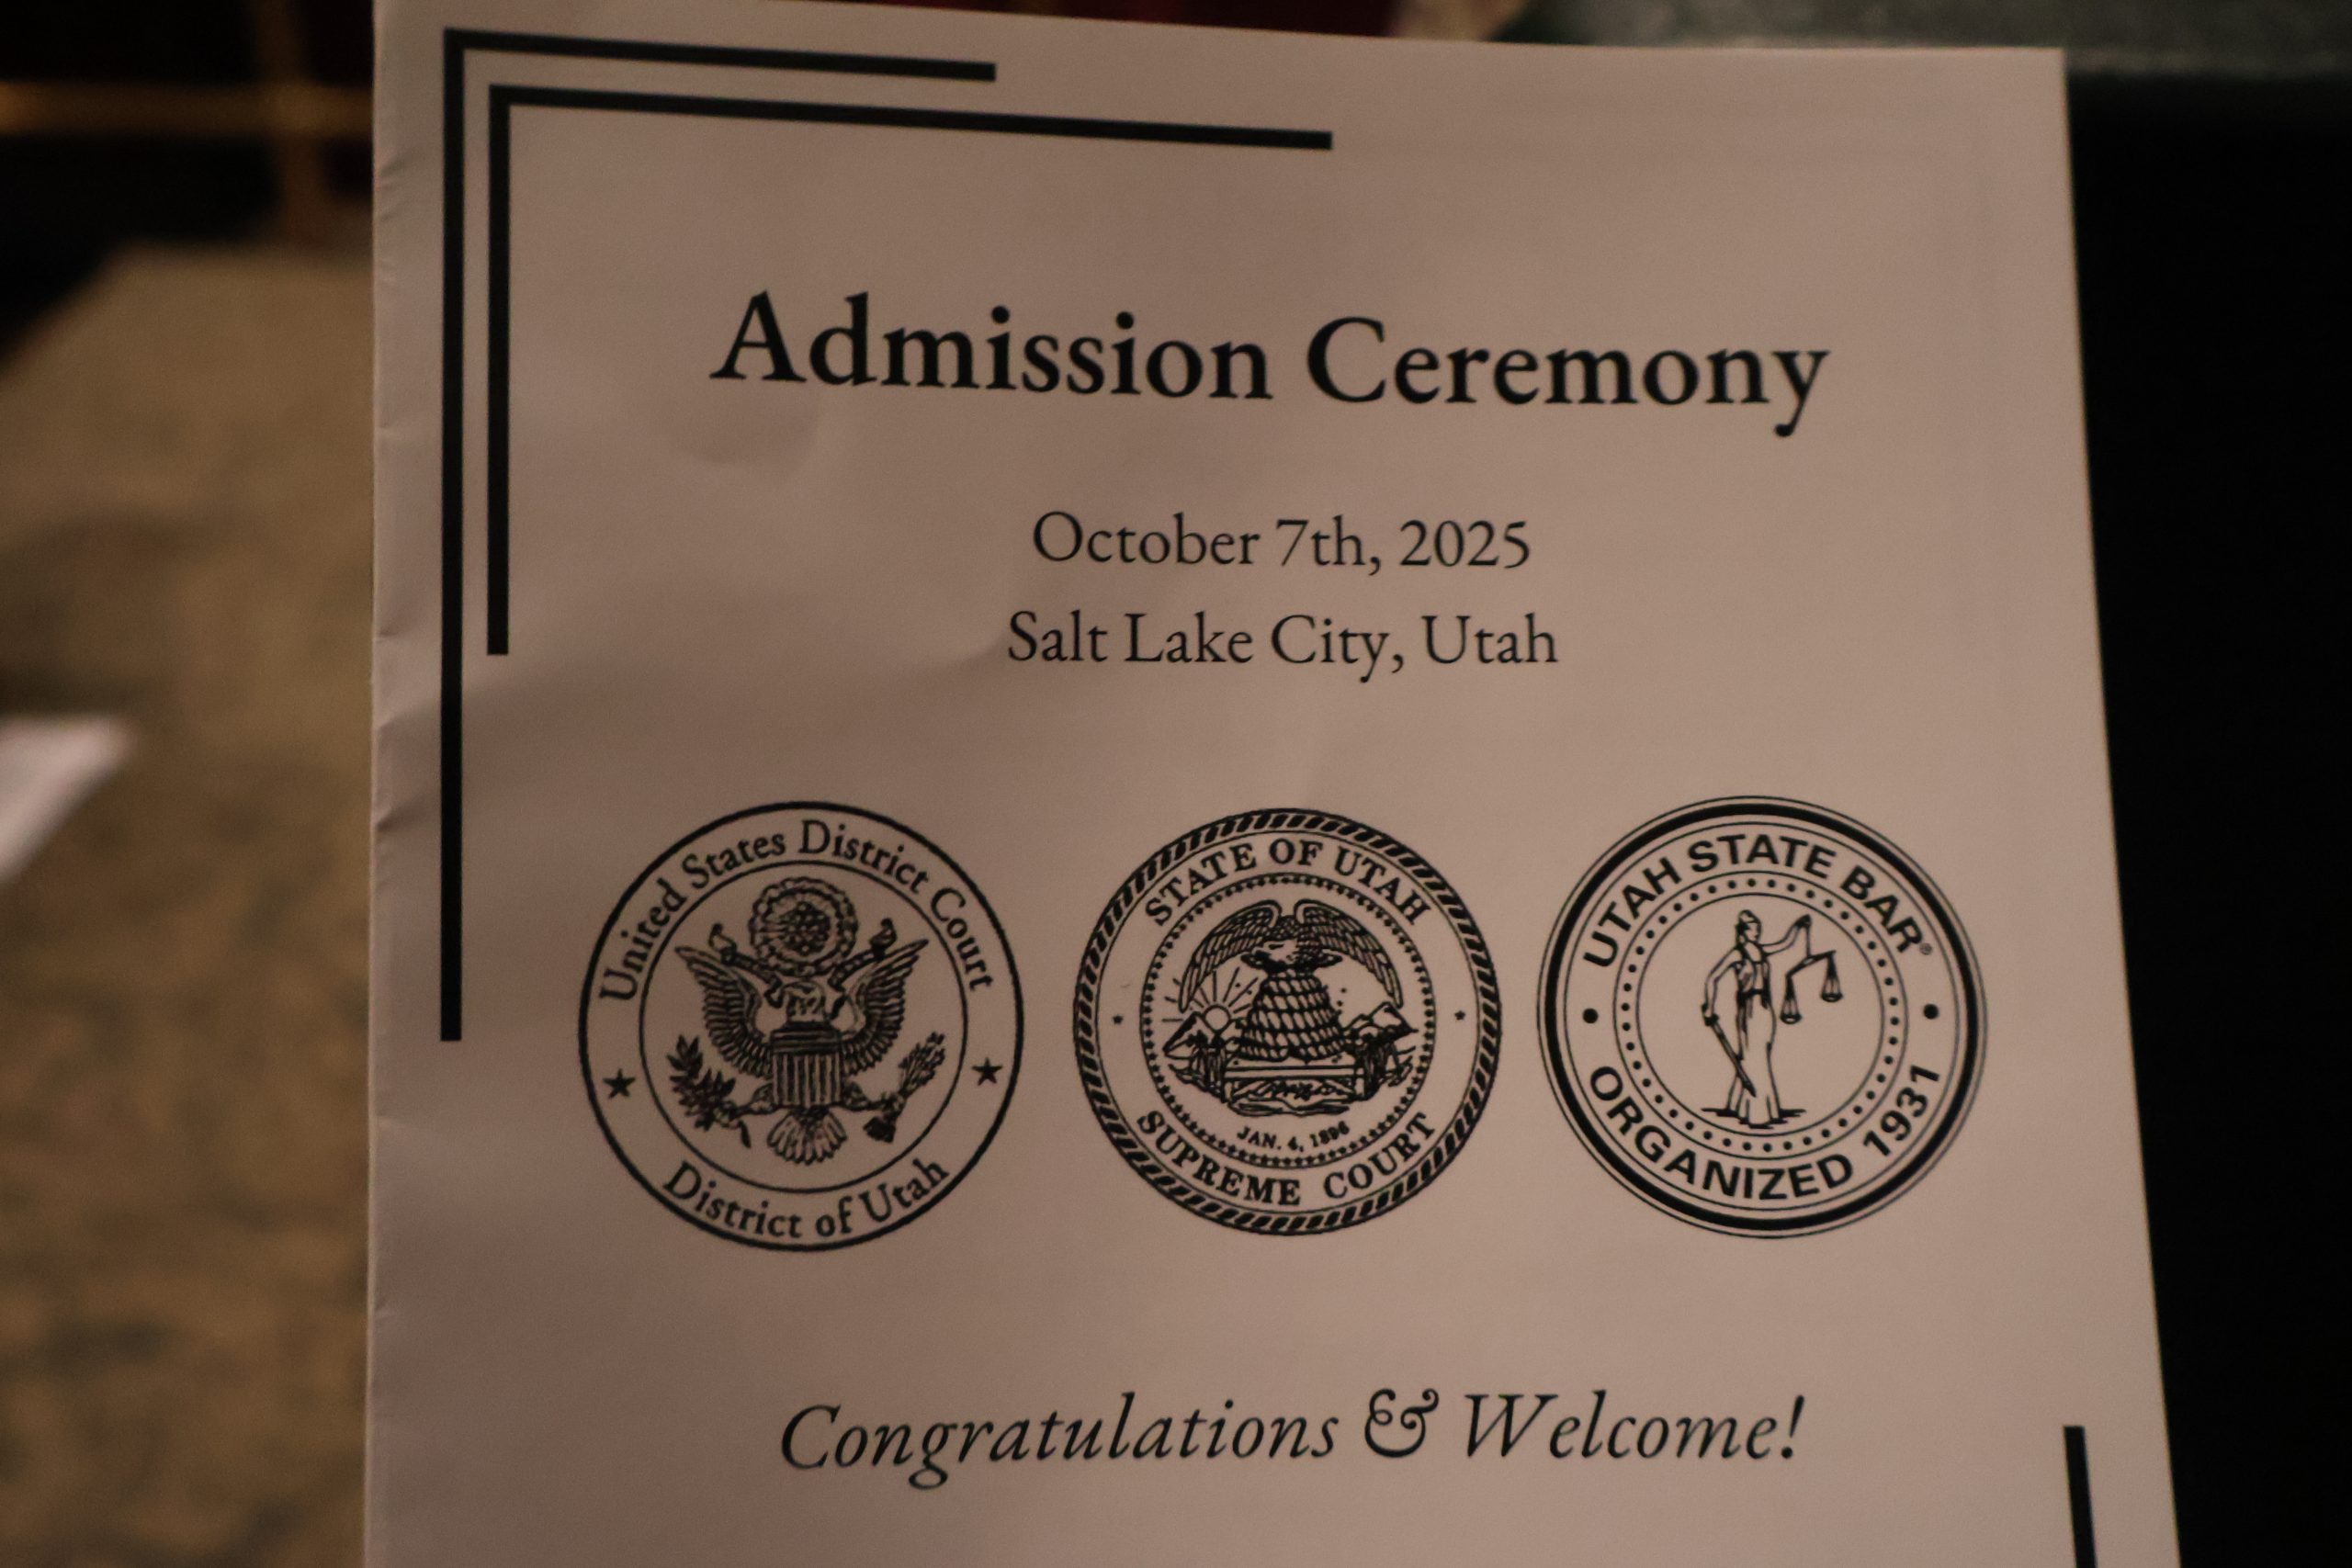 Admission Ceremony
October 7th, 2025
Salt Lake City, Utah
United States District Court
District of Utah
STATE OF UTAH
JAN. 4, 1896
SUPREME COURT
UTAH STATE BAR®
ORGANIZED 1931
Congratulations & Welcome!